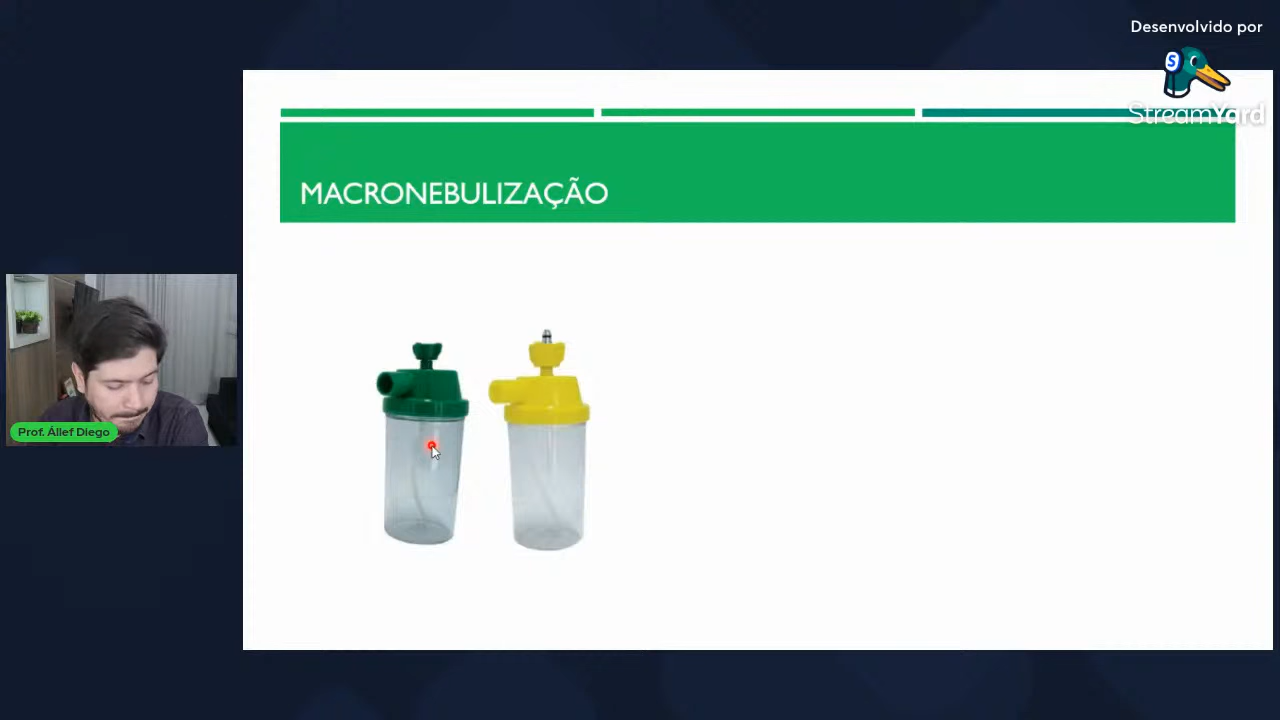 Desenvolvido por
S
StreamYard
MACRONEBULIZAÇÃO
Prof. Állef Diego